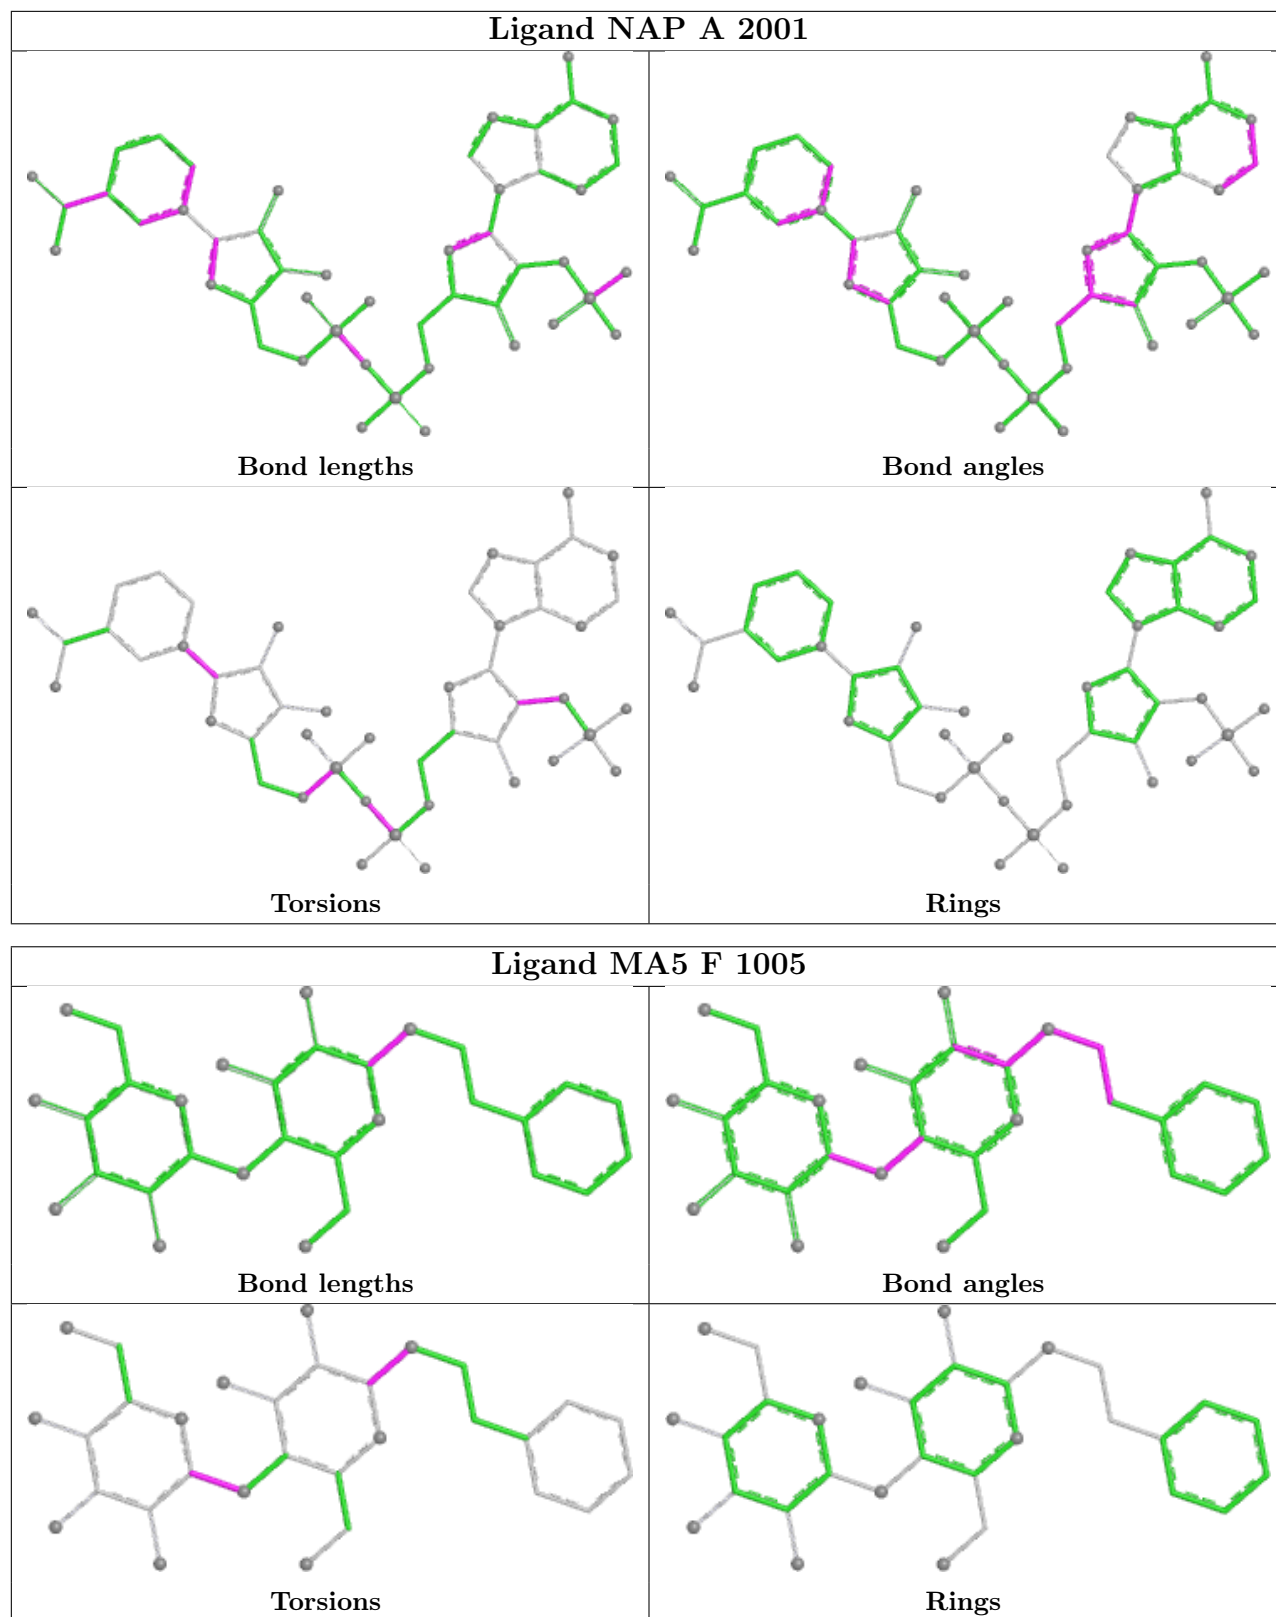 Ligand NAP A 2001
Bond lengths
Bond angles
Torsions
Rings
Ligand MA5 F 1005
Bond lengths
Bond angles
Torsions
Rings